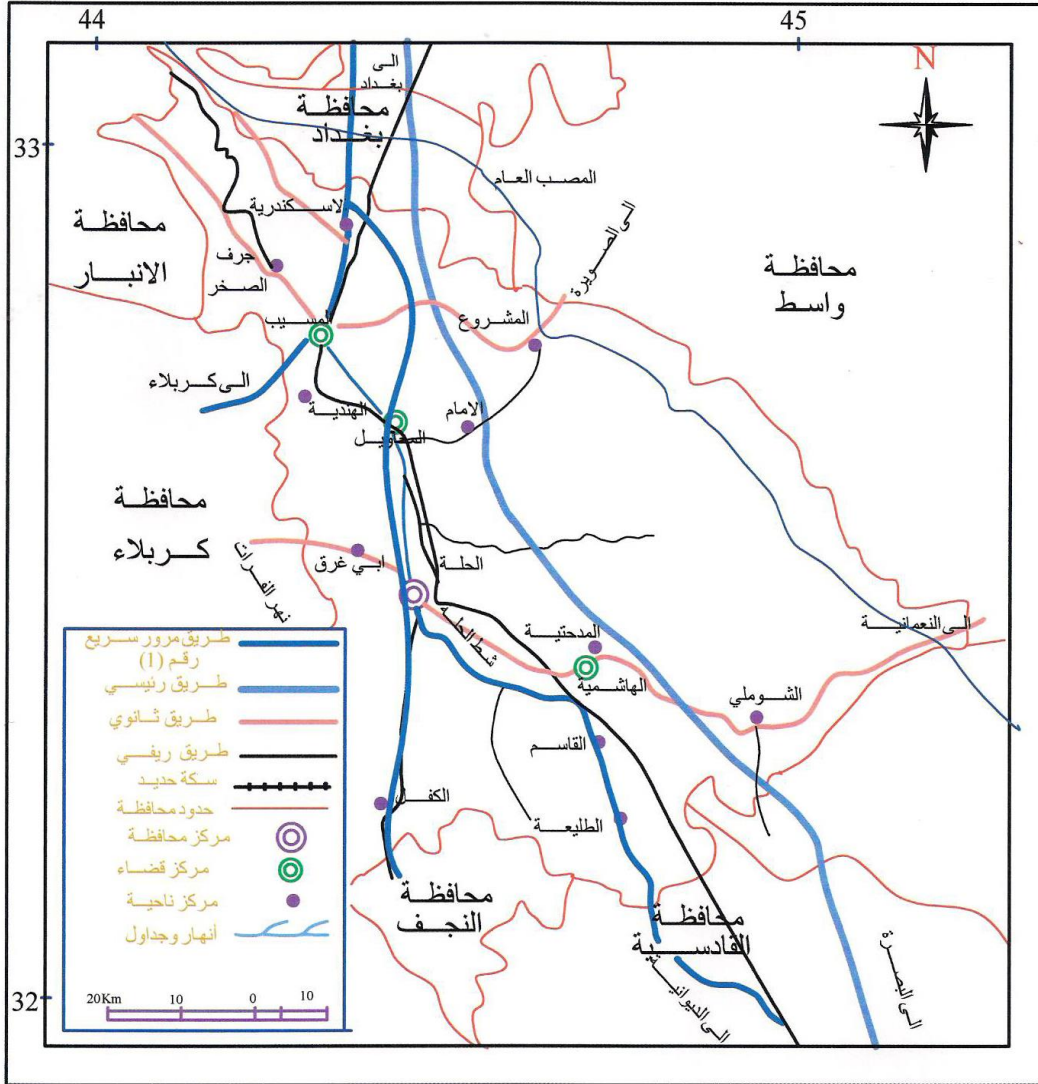 44
45
33
32
N
الى
بغداد
محافظة
بغداد
المصب العام
الى الصويرة
محافظة
الانبار
لاسكندرية
جرف
الصخر
محافظة
واسط
المسيب
المشروع
الى كربلاء
الهندية
الامام
المحاويل
محافظة
كربلاء
نهر الفرات
ابي غرق
الحلة
شط الحلة
المدحتية
الهاشمية
الى النعمانية
الشوملي
القاسم
الطليعة
الكفل
محافظة
النجف
محافظة
القادسية
الى الديوانية
الى البصرة
طريق مرور سريع
رقم (1)
طريق رئيسي
طريق ثانوي
طريق ريفي
سكة حديد
حدود محافظة
مركز محافظة
مركز قضاء
مركز ناحية
أنهار وجداول
20Km 10 0 10